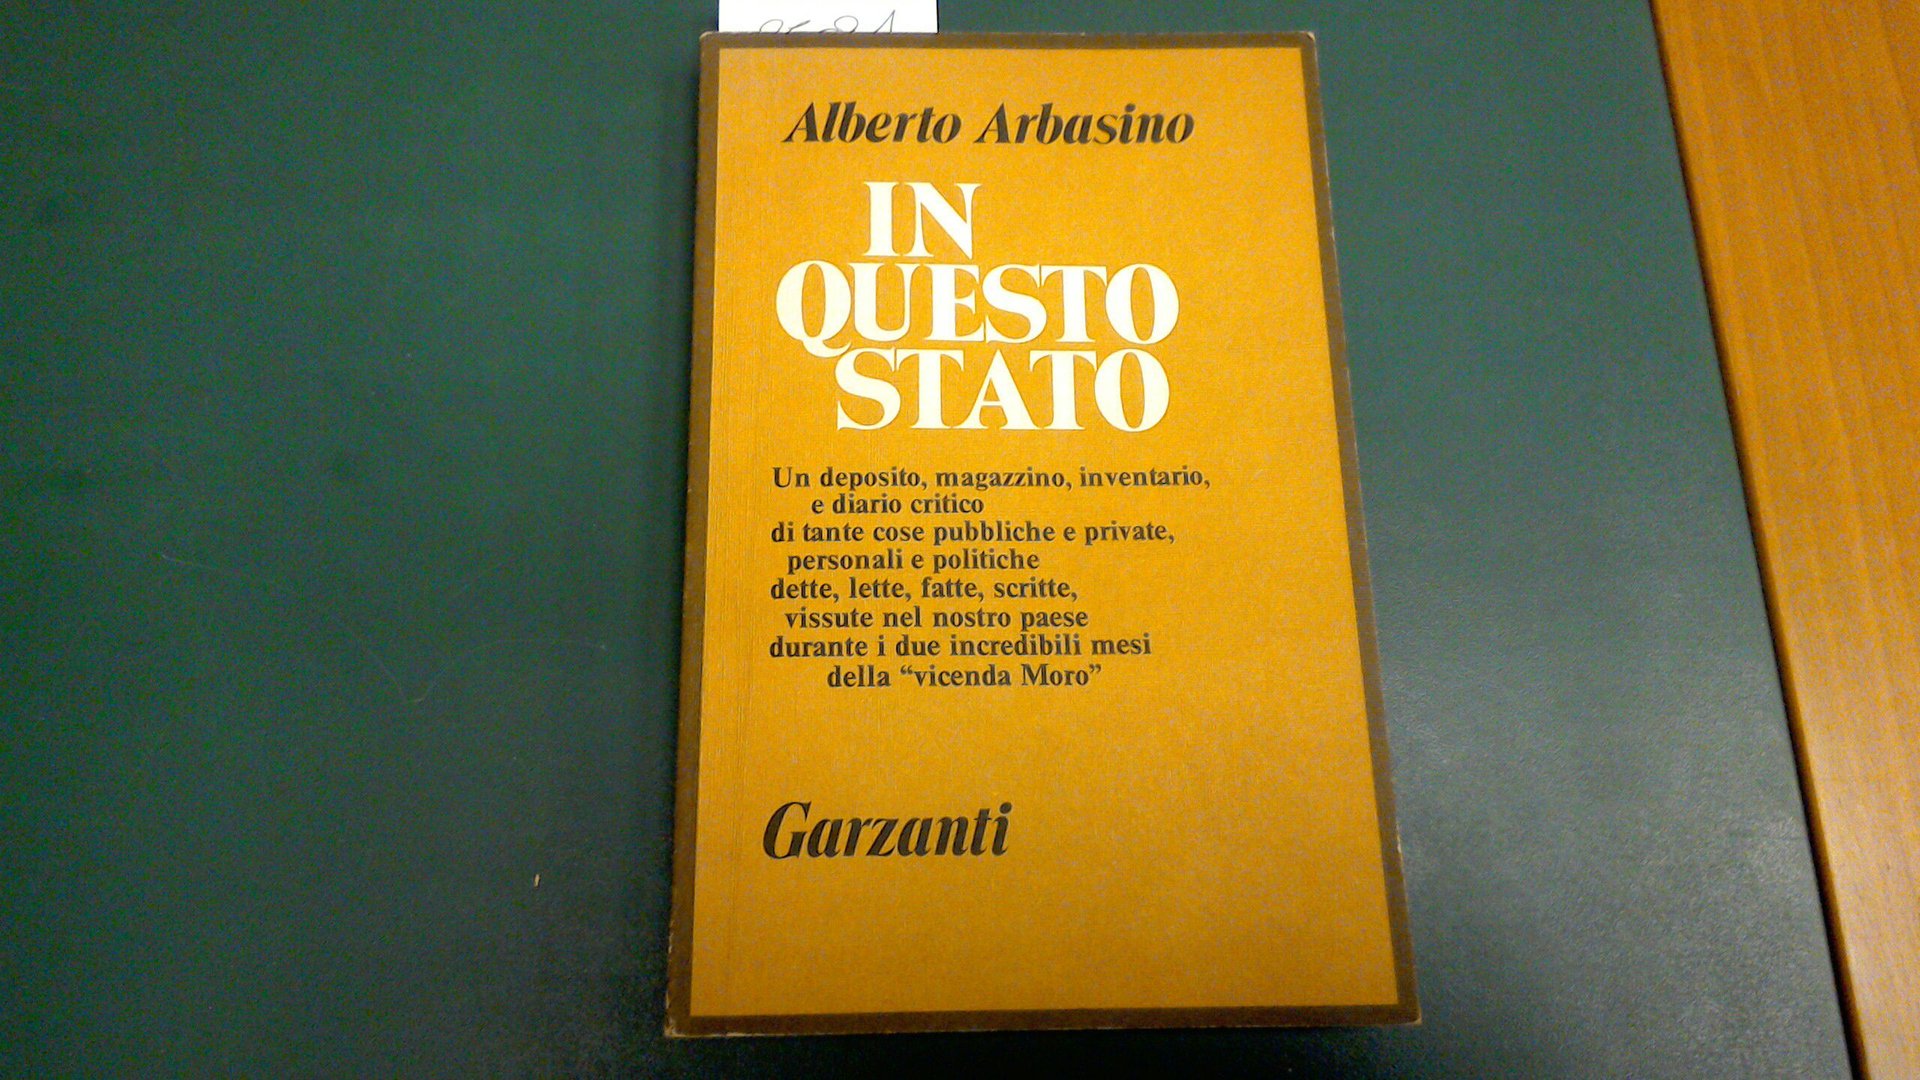 Alberto Arbasino
IN
QUESTO
STATO
Un deposito, magazzino, inventario,
e diario critico
di tante cose pubbliche e private,
personali e politiche
dette, lette, fatte, scritte,
vissute nel nostro paese
durante i due incredibili mesi
della “vicenda Moro”
Garzanti